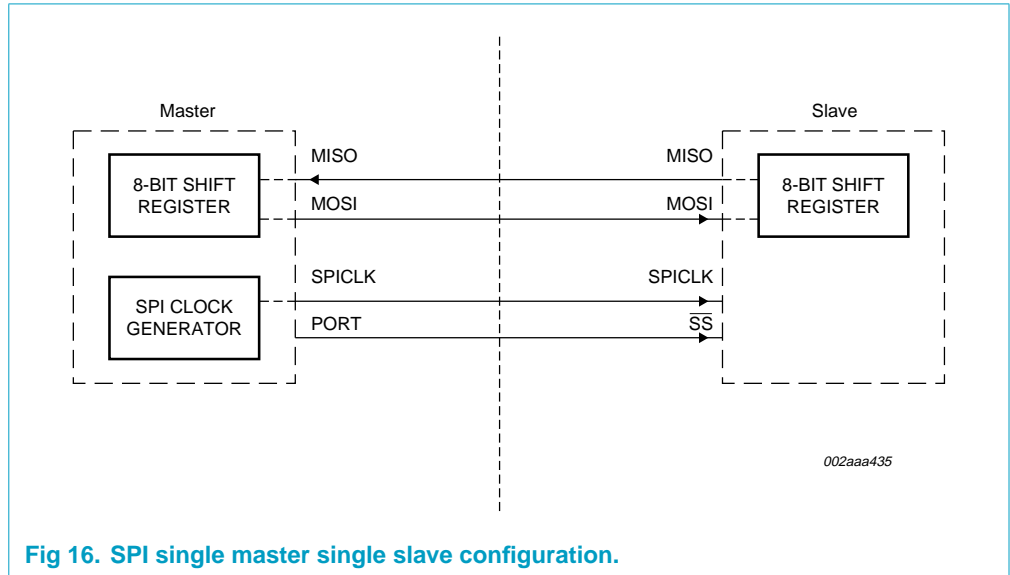 Master
Slave
8-BIT SHIFT
REGISTER
MISO
MISO
8-BIT SHIFT
REGISTER
MOSI
MOSI
SPI CLOCK
GENERATOR
SPICLK
SPICLK
PORT
S̅S̅
002aaa435
Fig 16. SPI single master single slave configuration.